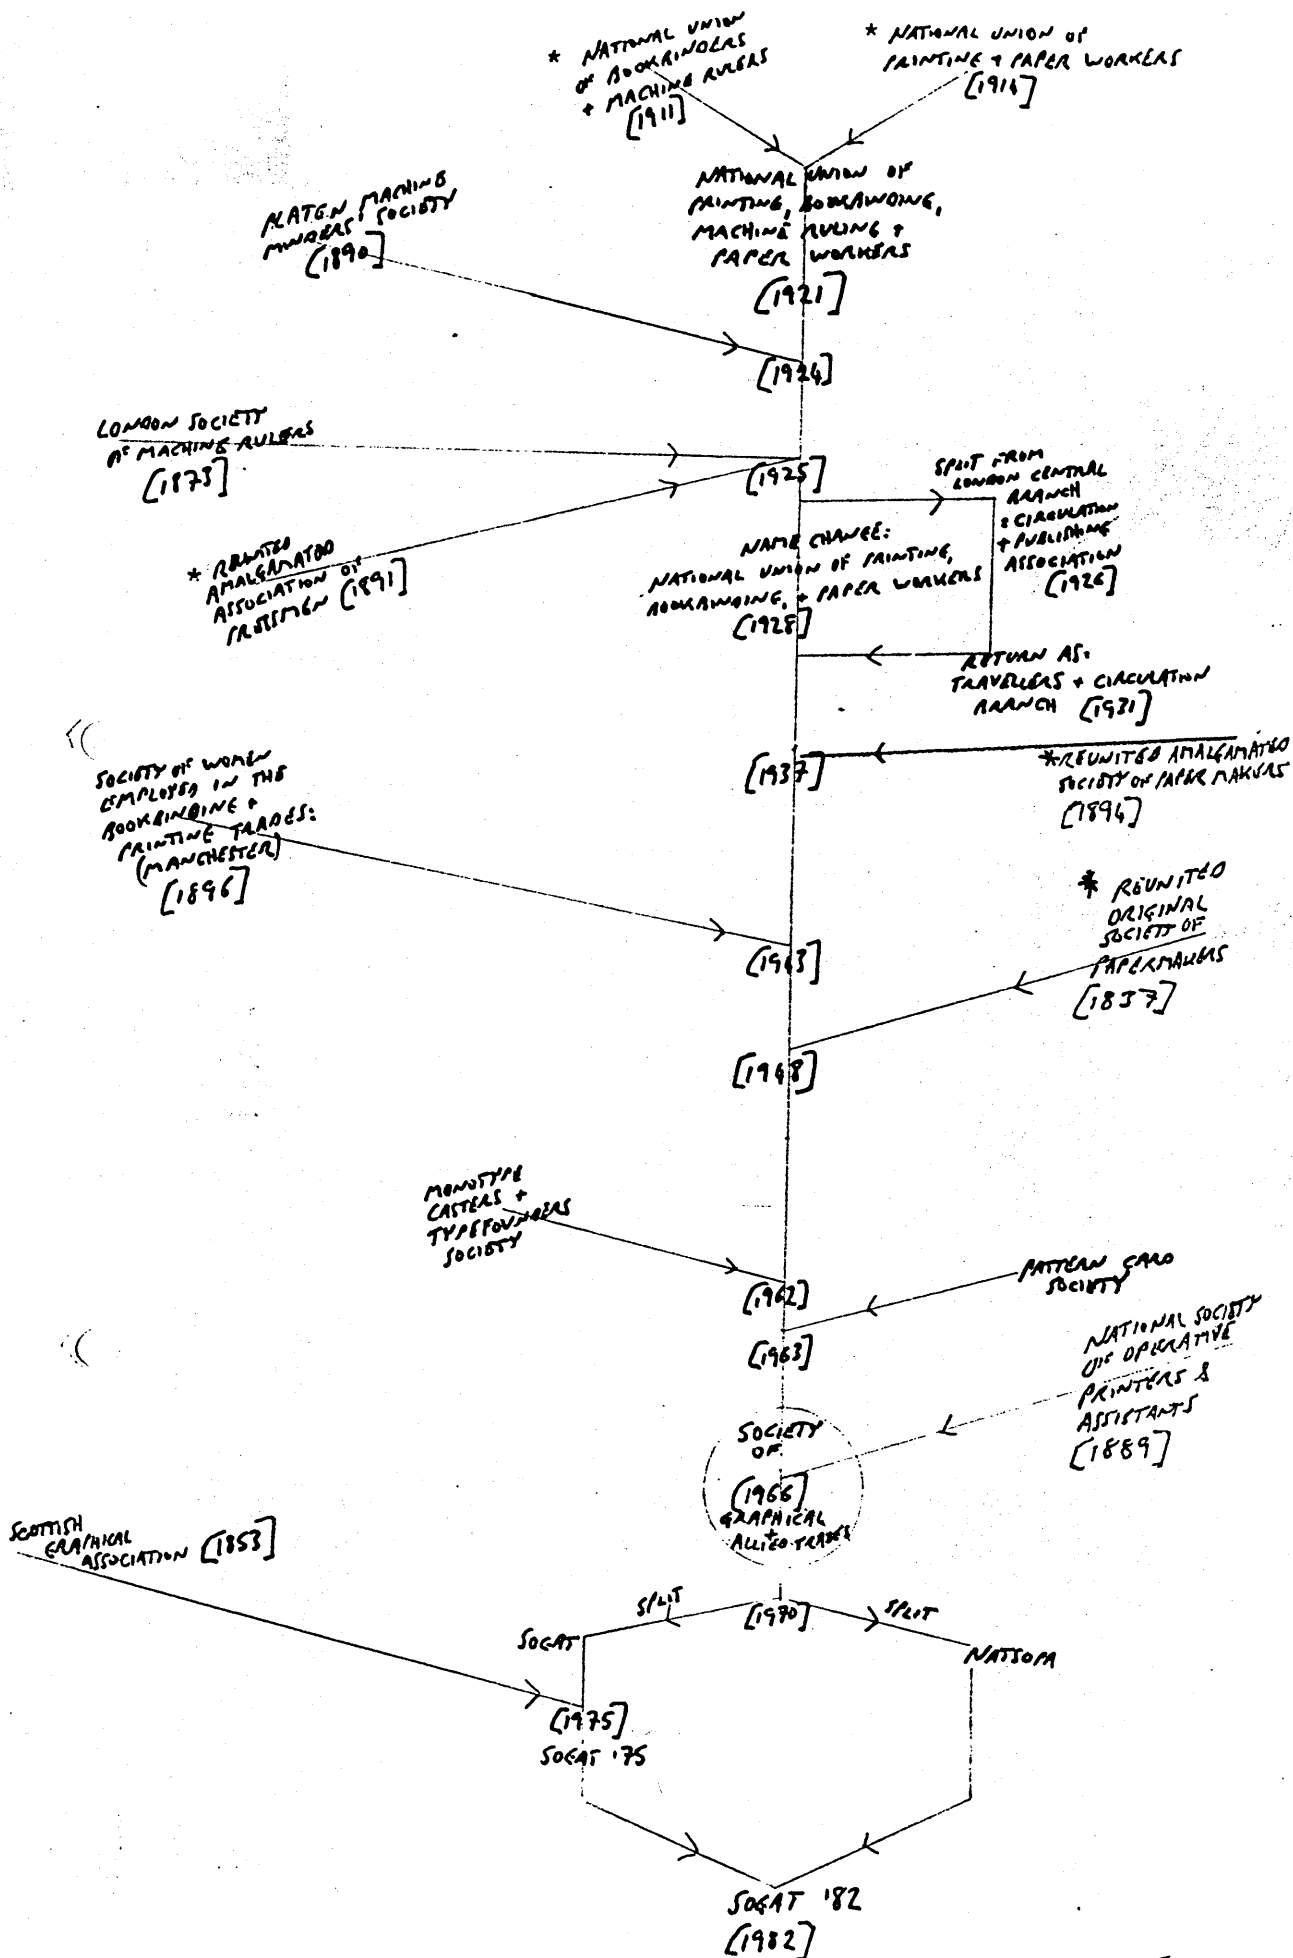 * NATIONAL UNION
OF BOOKBINDERS
+ MACHINE RULERS
[1911]
* NATIONAL UNION OF
PRINTING + PAPER WORKERS
[1914]
NATIONAL UNION OF
PRINTING, BOOKBINDING,
MACHINE RULING +
PAPER WORKERS
[1921]
PLATEN MACHINE
MINDERS' SOCIETY
[1890]
[1924]
LONDON SOCIETY
OF MACHINE RULERS
[1873]
[1925]
* REUNITED
AMALGAMATED
ASSOCIATION OF
PRESSMEN [1891]
SPLIT FROM
LONDON CENTRAL
BRANCH
= CIRCULATION
+ PUBLISHING
ASSOCIATION
[1926]
NAME CHANGE:
NATIONAL UNION OF PRINTING,
BOOKBINDING, + PAPER WORKERS
[1928]
RETURN AS:
TRAVELLERS + CIRCULATION
BRANCH [1931]
[1937]
* REUNITED AMALGAMATED
SOCIETY OF PAPER MAKERS
[1894]
SOCIETY OF WOMEN
EMPLOYED IN THE
BOOKBINDING +
PRINTING TRADES:
(MANCHESTER)
[1896]
[1943]
* REUNITED
ORIGINAL
SOCIETY OF
PAPERMAKERS
[1837]
[1948]
MONOTYPE
CASTERS +
TYPEFOUNDERS
SOCIETY
[1962]
PATTERN CARD
SOCIETY
[1963]
NATIONAL SOCIETY
OF OPERATIVE
PRINTERS &
ASSISTANTS
[1889]
SOCIETY
OF
[1966]
GRAPHICAL
+
ALLIED TRADES
SCOTTISH
GRAPHICAL
ASSOCIATION [1853]
SPLIT
[1970]
SPLIT
SOGAT
NATSOPA
[1975]
SOGAT '75
SOGAT '82
[1982]